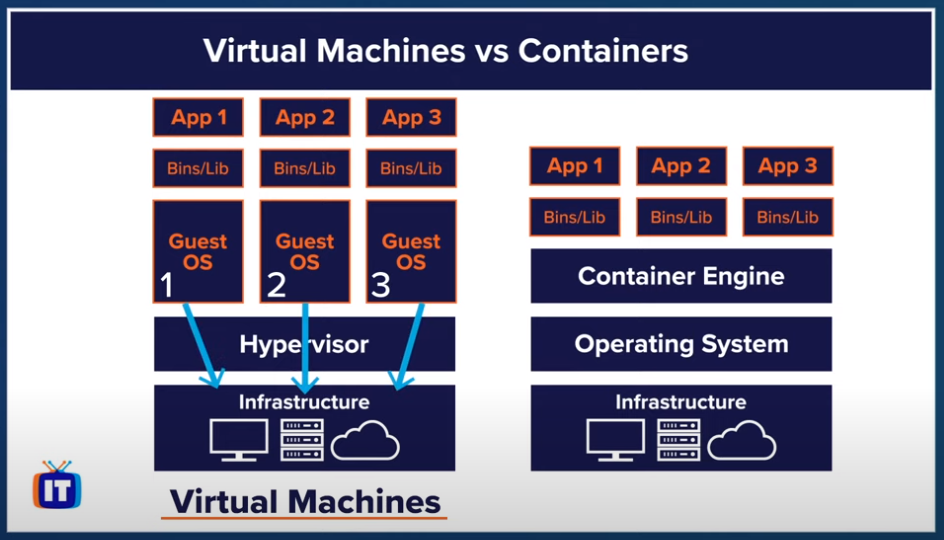 Virtual Machines vs Containers
App 1 App 2 App 3
Bins/Lib Bins/Lib Bins/Lib
Guest OS Guest OS Guest OS
1 2 3
Hypervisor
Infrastructure
Virtual Machines
App 1 App 2 App 3
Bins/Lib Bins/Lib Bins/Lib
Container Engine
Operating System
Infrastructure
IT